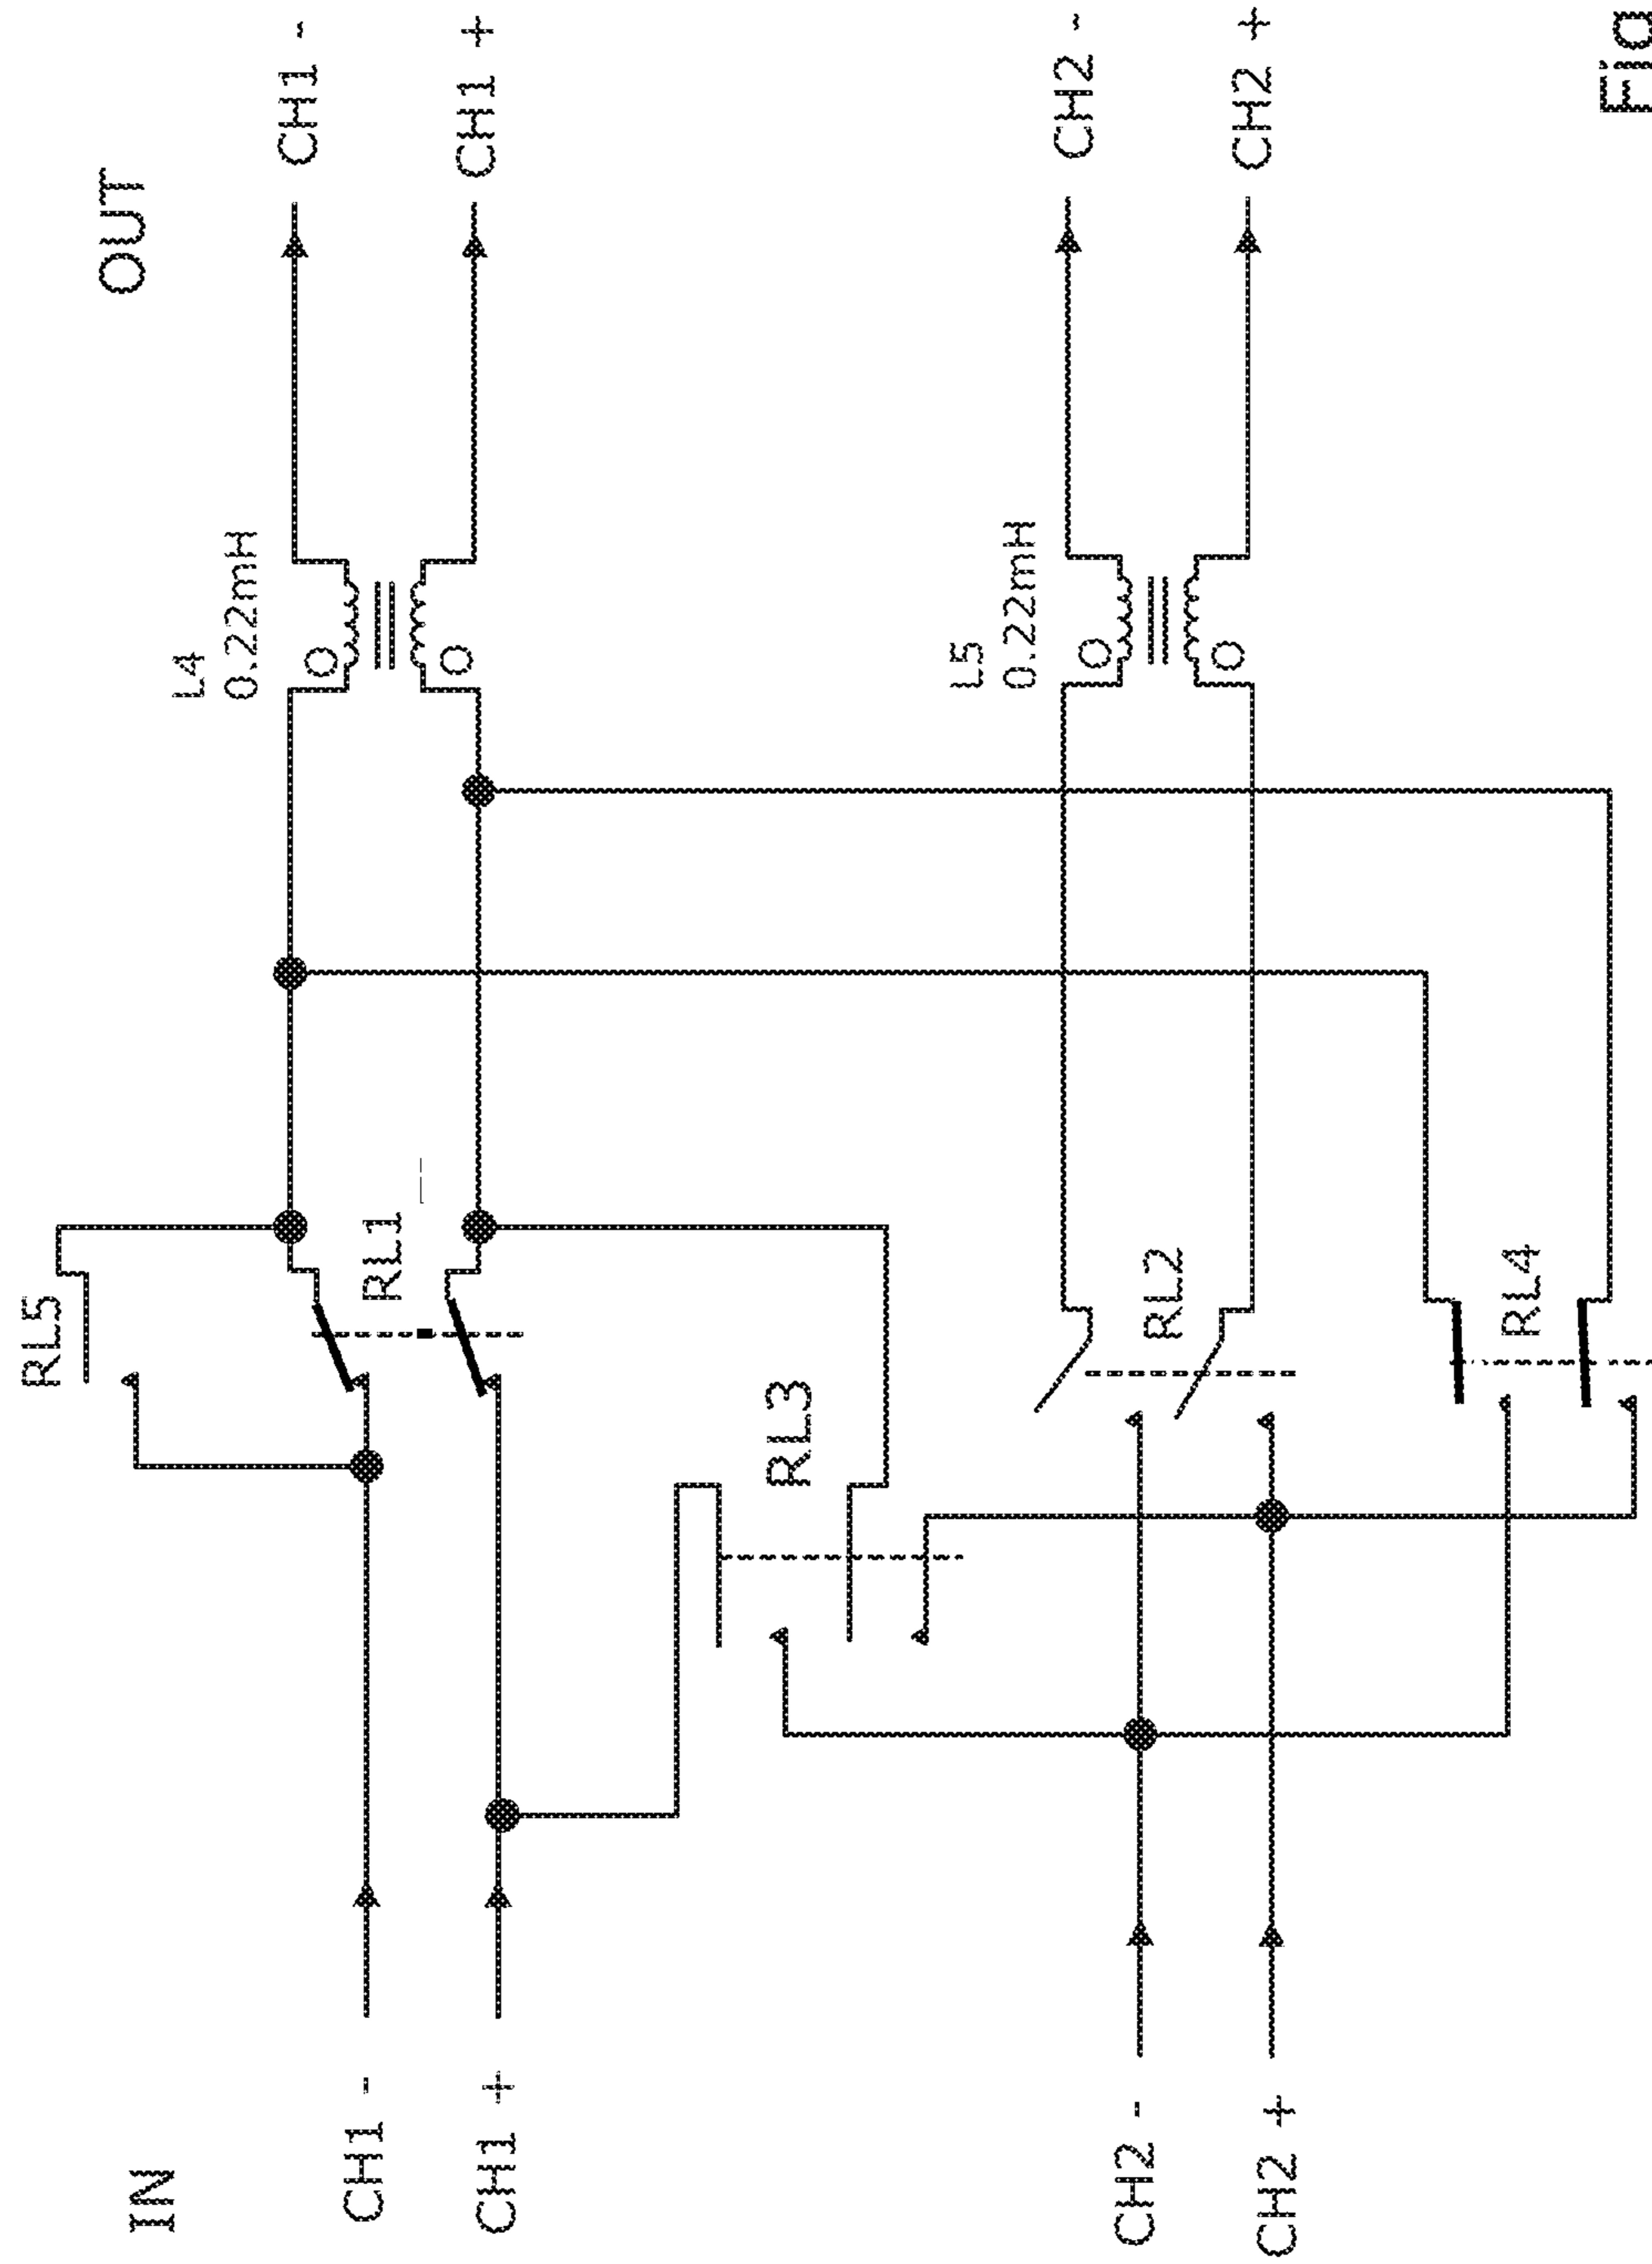 IN
OUT
CH1 -
CH1 +
CH2 -
CH2 +
RL5
RL1
RL3
RL2
RL4
L4
0.22mH
L5
0.22mH
CH1 -
CH1 +
CH2 -
CH2 +
Fig